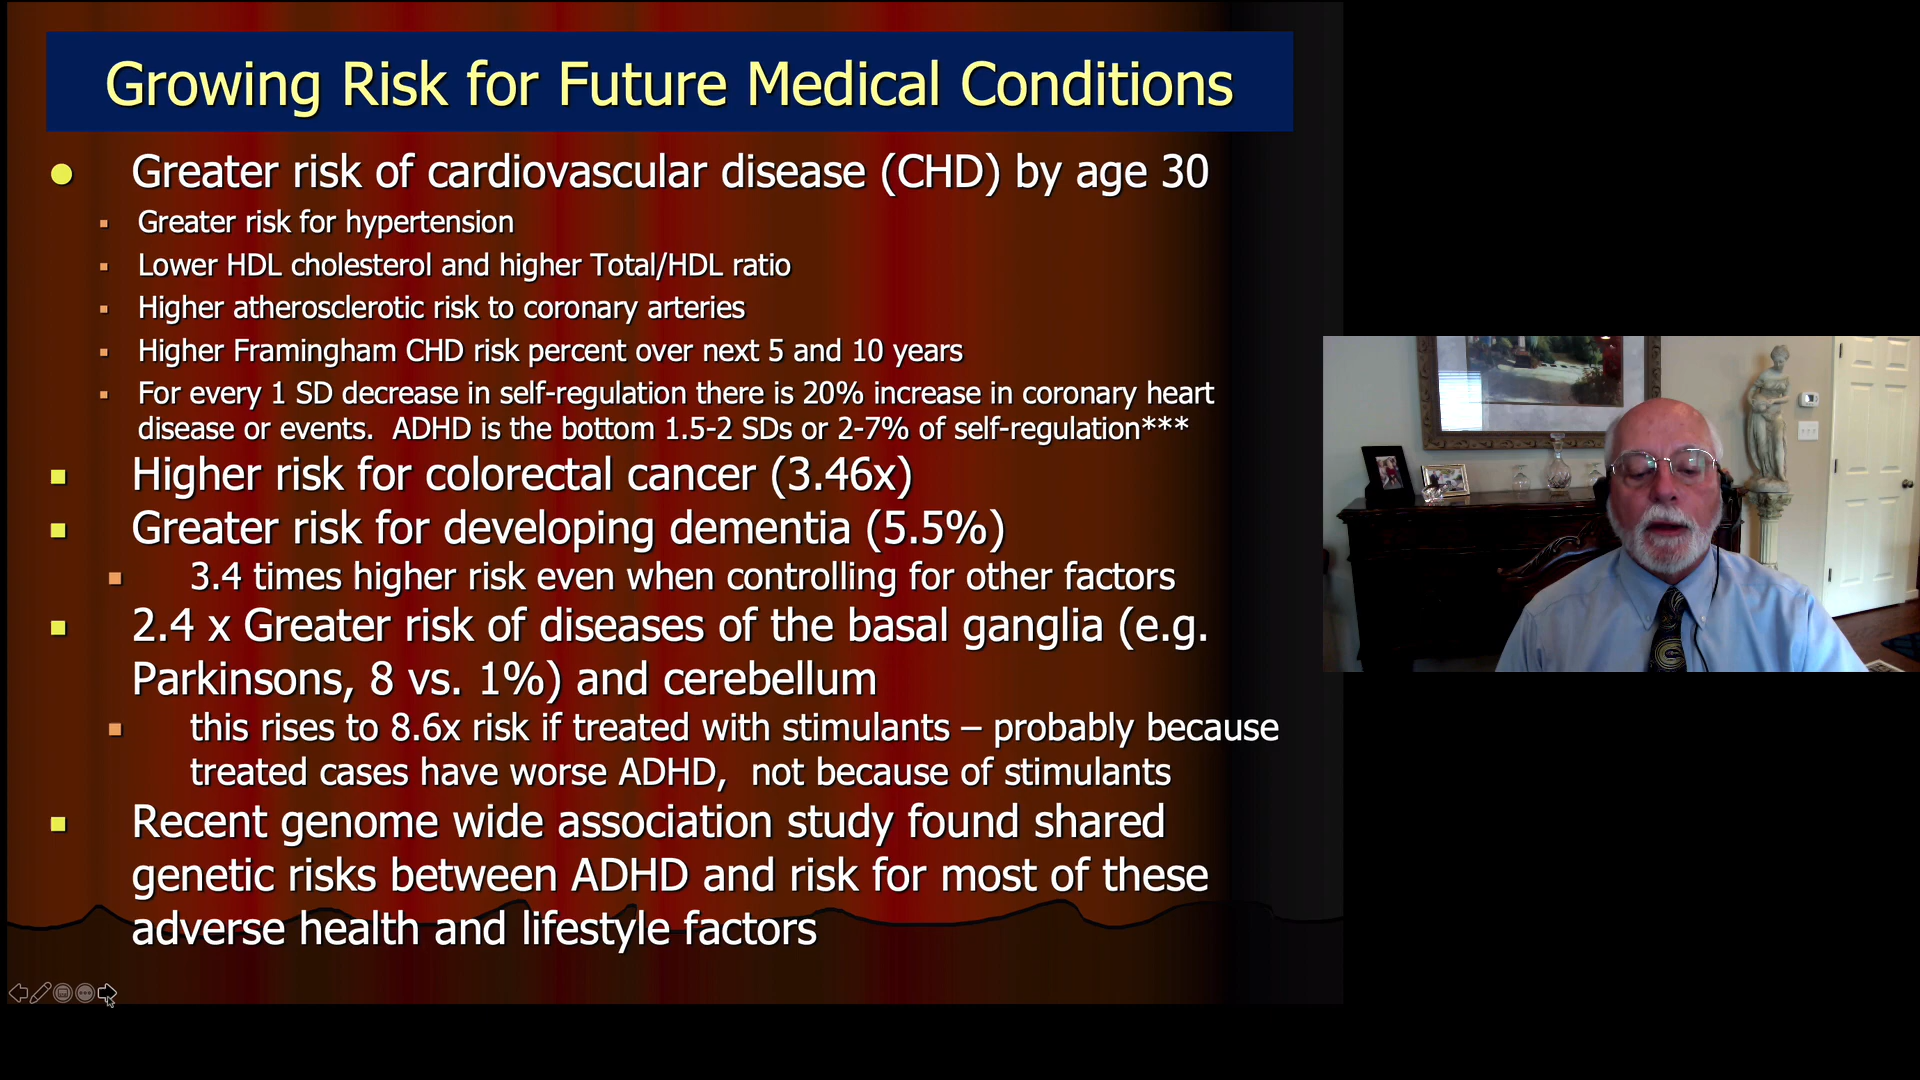 Growing Risk for Future Medical Conditions
Greater risk of cardiovascular disease (CHD) by age 30
Greater risk for hypertension
Lower HDL cholesterol and higher Total/HDL ratio
Higher atherosclerotic risk to coronary arteries
Higher Framingham CHD risk percent over next 5 and 10 years
For every 1 SD decrease in self-regulation there is 20% increase in coronary heart
disease or events.  ADHD is the bottom 1.5-2 SDs or 2-7% of self-regulation***
Higher risk for colorectal cancer (3.46x)
Greater risk for developing dementia (5.5%)
3.4 times higher risk even when controlling for other factors
2.4 x Greater risk of diseases of the basal ganglia (e.g.
Parkinsons, 8 vs. 1%) and cerebellum
this rises to 8.6x risk if treated with stimulants – probably because
treated cases have worse ADHD,  not because of stimulants
Recent genome wide association study found shared
genetic risks between ADHD and risk for most of these
adverse health and lifestyle factors